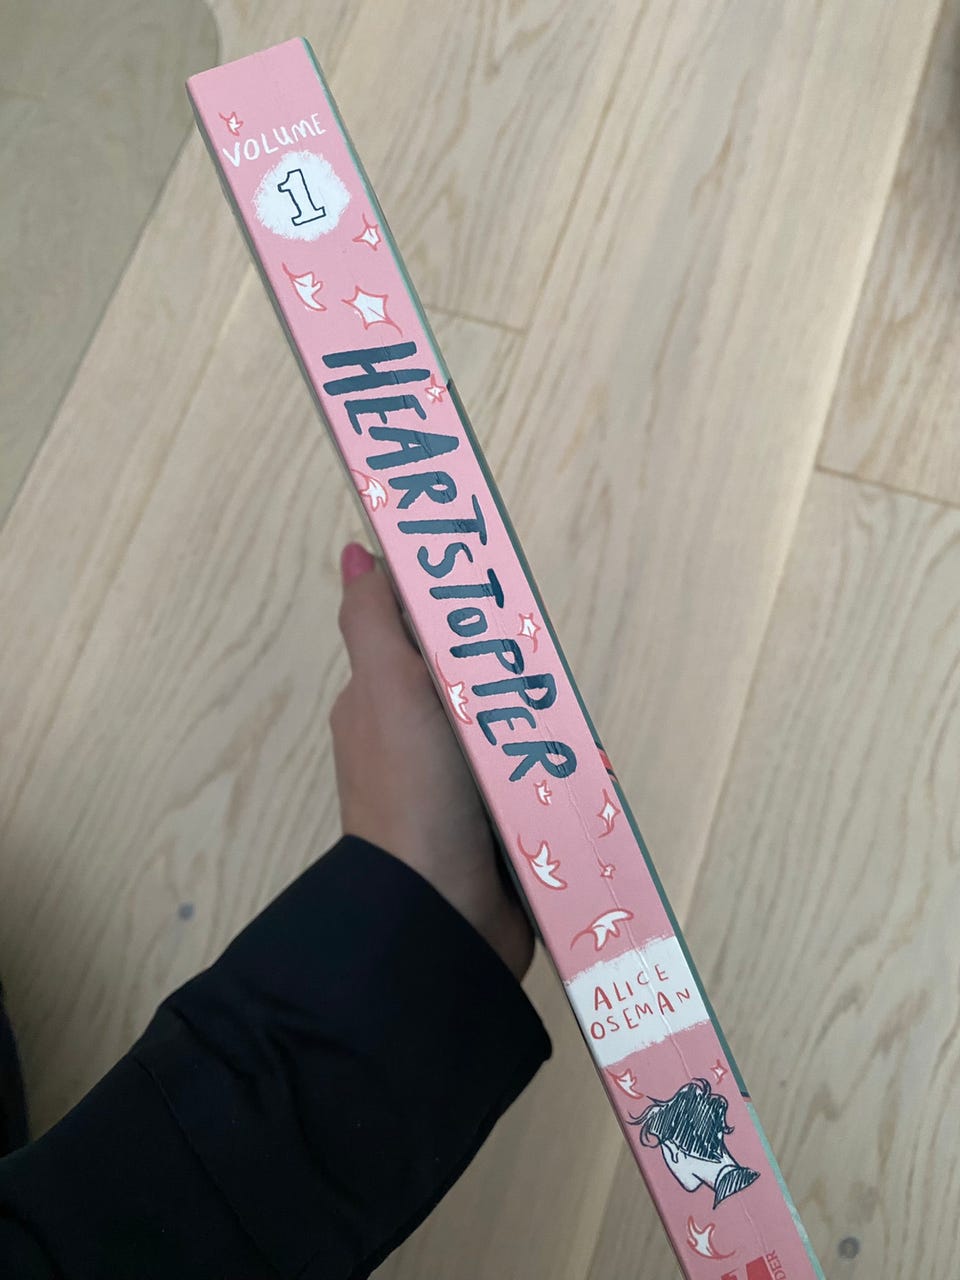 VOLUME
1
HEARTSTOPPER
ALICE
OSEMAN